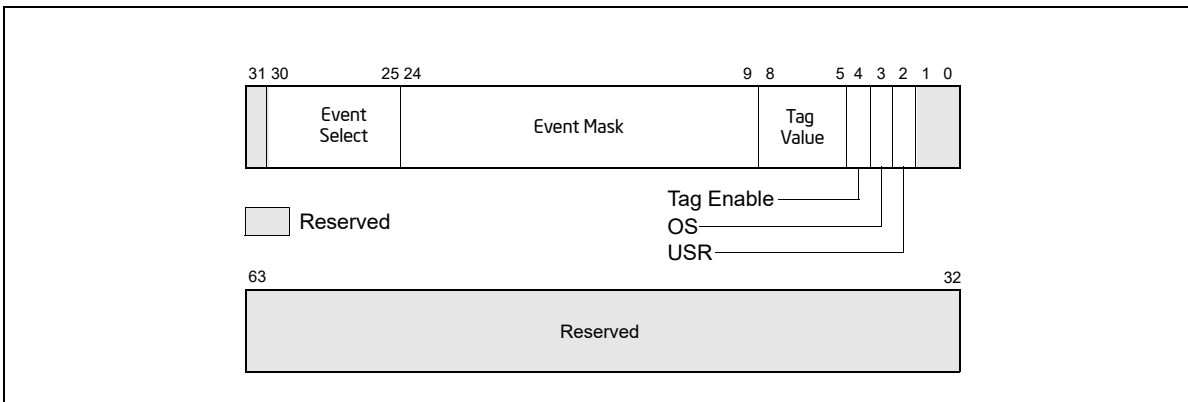 31 30 25 24 9 8 5 4 3 2 1 0
Event
Select
Event Mask
Tag
Value
Tag Enable
Reserved
OS
USR
63 32
Reserved